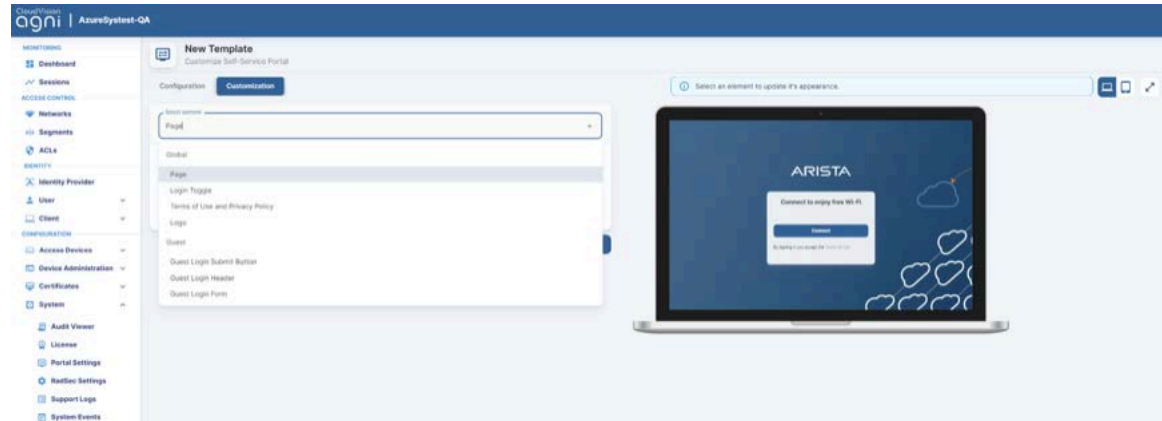 CloudVision
agni | AzureSystest-QA
MONITORING
Dashboard
Sessions
ACCESS CONTROL
Networks
Segments
ACLs
IDENTITY
Identity Provider
User
Client
CONFIGURATION
Access Devices
Device Administration
Certificates
System
Audit Viewer
License
Portal Settings
RadSec Settings
Support Logs
System Events
New Template
Customize Self-Service Portal
Configuration
Customization
Select element
Page
Global
Page
Login Toggle
Terms of Use and Privacy Policy
Logo
Guest
Guest Login Submit Button
Guest Login Header
Guest Login Form
Select an element to update it's appearance.
ARISTA
Connect to enjoy free Wi-Fi.
Connect